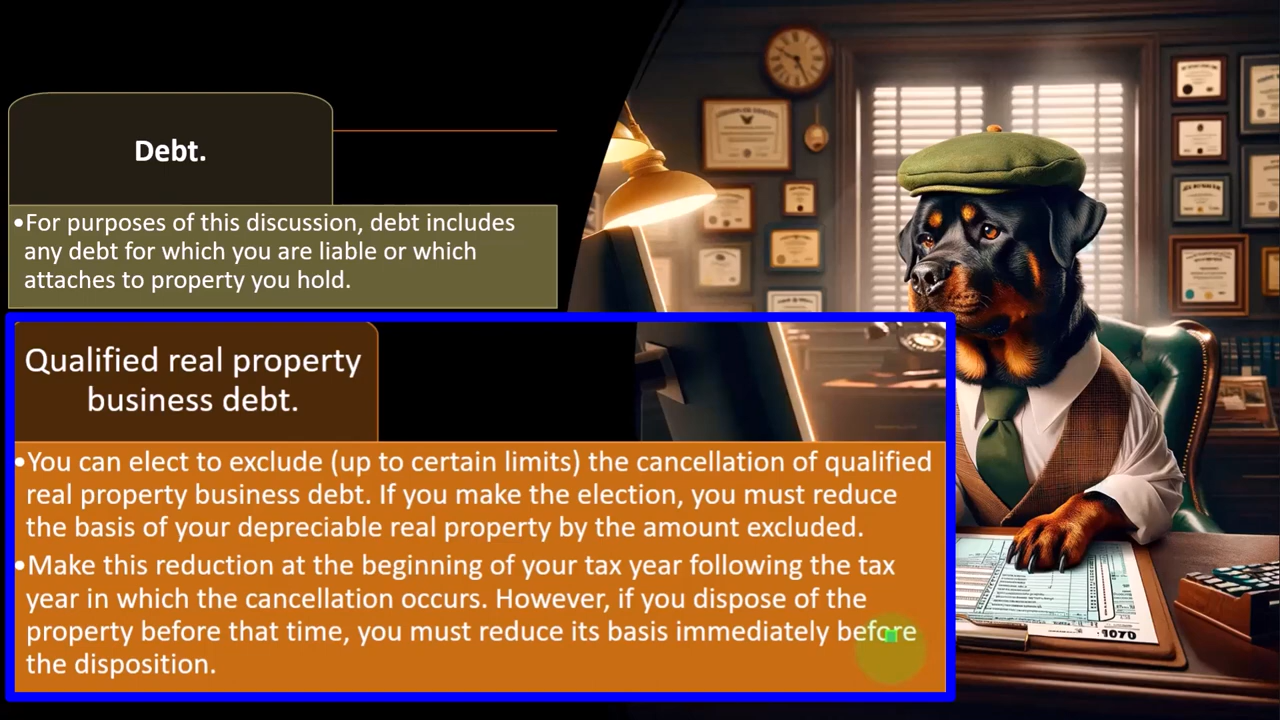 Debt.
•For purposes of this discussion, debt includes
any debt for which you are liable or which
attaches to property you hold.
Qualified real property
business debt.
•You can elect to exclude (up to certain limits) the cancellation of qualified
real property business debt. If you make the election, you must reduce
the basis of your depreciable real property by the amount excluded.
•Make this reduction at the beginning of your tax year following the tax
year in which the cancellation occurs. However, if you dispose of the
property before that time, you must reduce its basis immediately before
the disposition.
1070